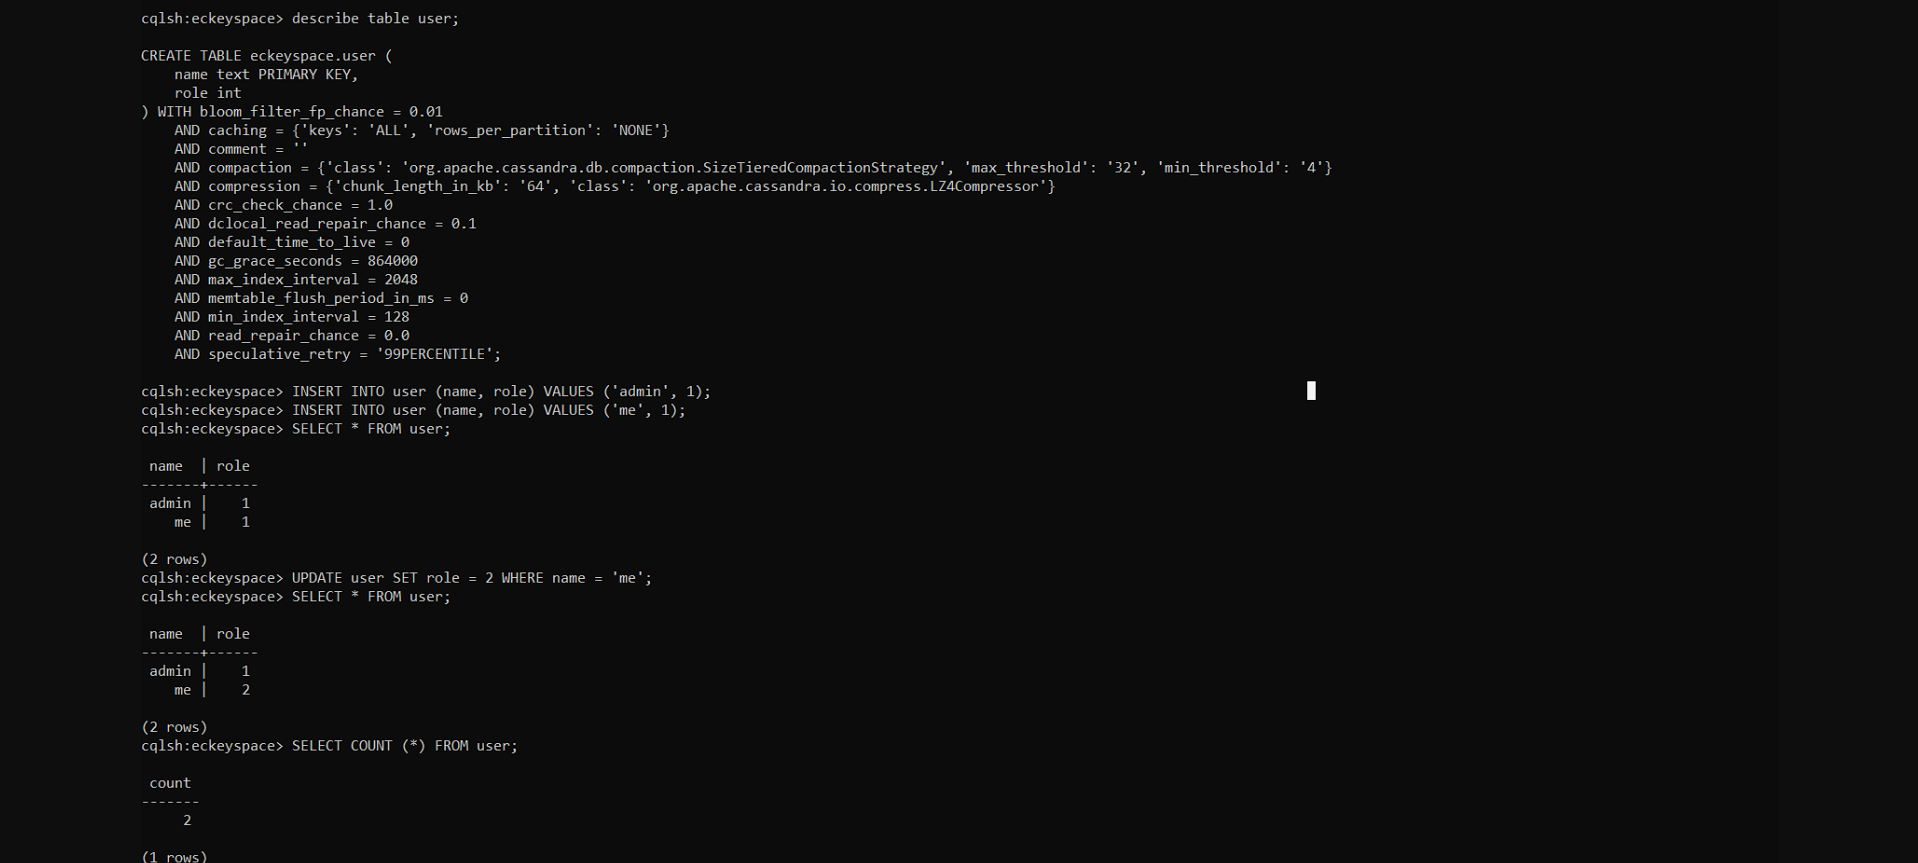 cqlsh:eckeyspace> describe table user;
CREATE TABLE eckeyspace.user (
    name text PRIMARY KEY,
    role int
) WITH bloom_filter_fp_chance = 0.01
    AND caching = {'keys': 'ALL', 'rows_per_partition': 'NONE'}
    AND comment = ''
    AND compaction = {'class': 'org.apache.cassandra.db.compaction.SizeTieredCompactionStrategy', 'max_threshold': '32', 'min_threshold': '4'}
    AND compression = {'chunk_length_in_kb': '64', 'class': 'org.apache.cassandra.io.compress.LZ4Compressor'}
    AND crc_check_chance = 1.0
    AND dclocal_read_repair_chance = 0.1
    AND default_time_to_live = 0
    AND gc_grace_seconds = 864000
    AND max_index_interval = 2048
    AND memtable_flush_period_in_ms = 0
    AND min_index_interval = 128
    AND read_repair_chance = 0.0
    AND speculative_retry = '99PERCENTILE';
cqlsh:eckeyspace> INSERT INTO user (name, role) VALUES ('admin', 1);
cqlsh:eckeyspace> INSERT INTO user (name, role) VALUES ('me', 1);
cqlsh:eckeyspace> SELECT * FROM user;
 name  | role
-------+------
 admin |    1
    me |    1
(2 rows)
cqlsh:eckeyspace> UPDATE user SET role = 2 WHERE name = 'me';
cqlsh:eckeyspace> SELECT * FROM user;
 name  | role
-------+------
 admin |    1
    me |    2
(2 rows)
cqlsh:eckeyspace> SELECT COUNT (*) FROM user;
 count
-------
     2
(1 rows)